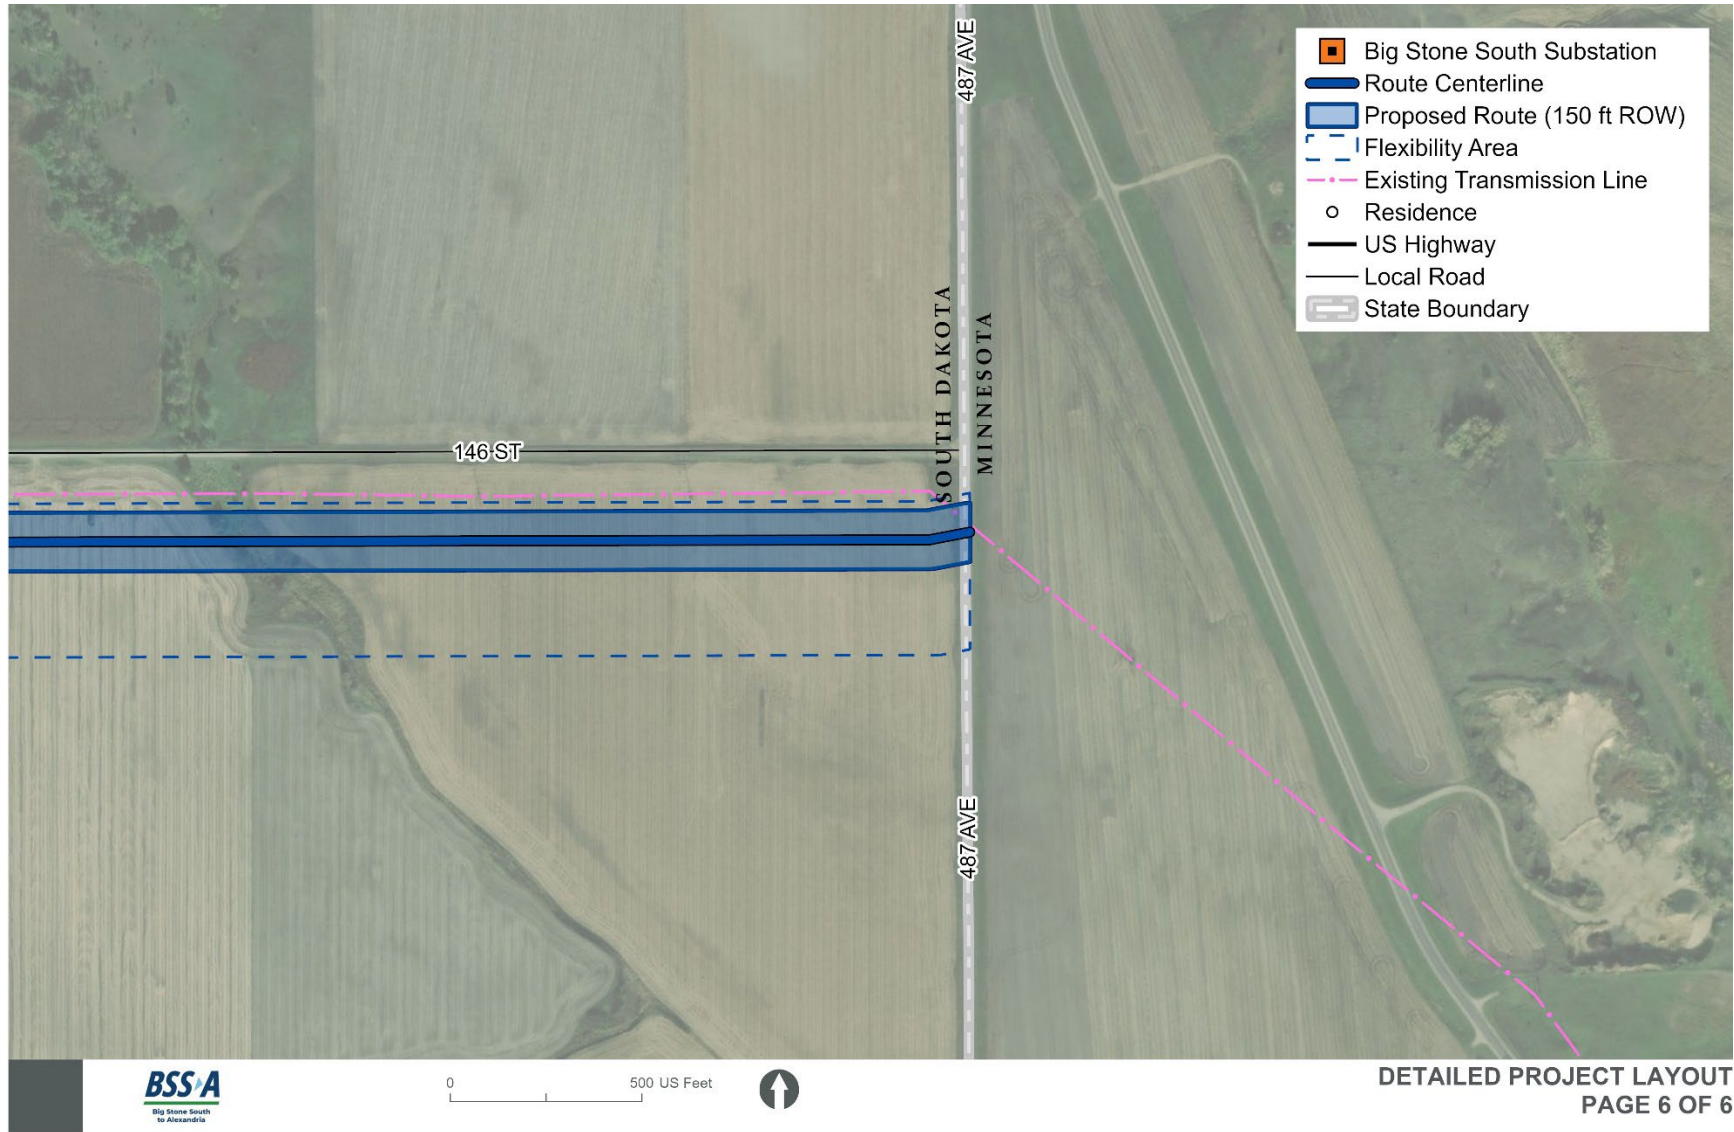 487 AVE
Big Stone South Substation
Route Centerline
Proposed Route (150 ft ROW)
Flexibility Area
Existing Transmission Line
Residence
US Highway
Local Road
State Boundary
SOUTH DAKOTA
MINNESOTA
146 ST
487 AVE
BSSA
Big Stone South
to Alexandria
0
500 US Feet
DETAILED PROJECT LAYOUT
PAGE 6 OF 6